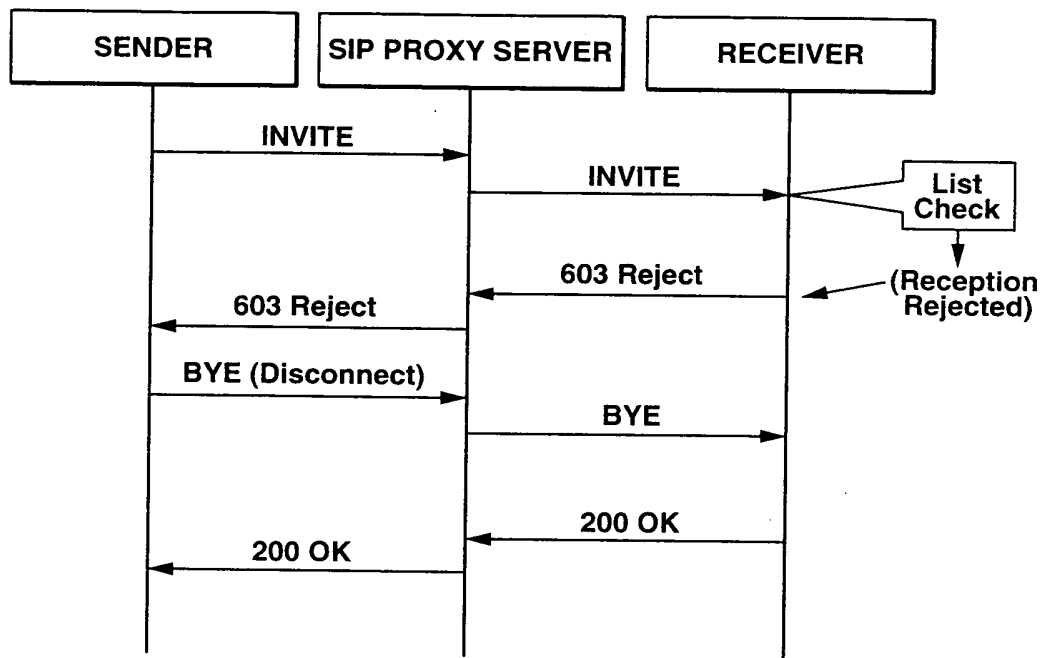 SENDER
SIP PROXY SERVER
RECEIVER
INVITE
INVITE
List
Check
603 Reject
(Reception
Rejected)
603 Reject
BYE (Disconnect)
BYE
200 OK
200 OK